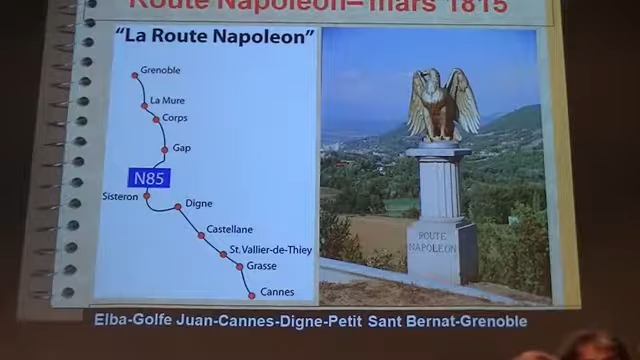 Route Napoleon– mars 1815
"La Route Napoleon"
Grenoble
La Mure
Corps
Gap
N85
Sisteron
Digne
Castellane
St. Vallier-de-Thiey
Grasse
Cannes
ROUTE
NAPOLEON
Elba-Golfe Juan-Cannes-Digne-Petit Sant Bernat-Grenoble